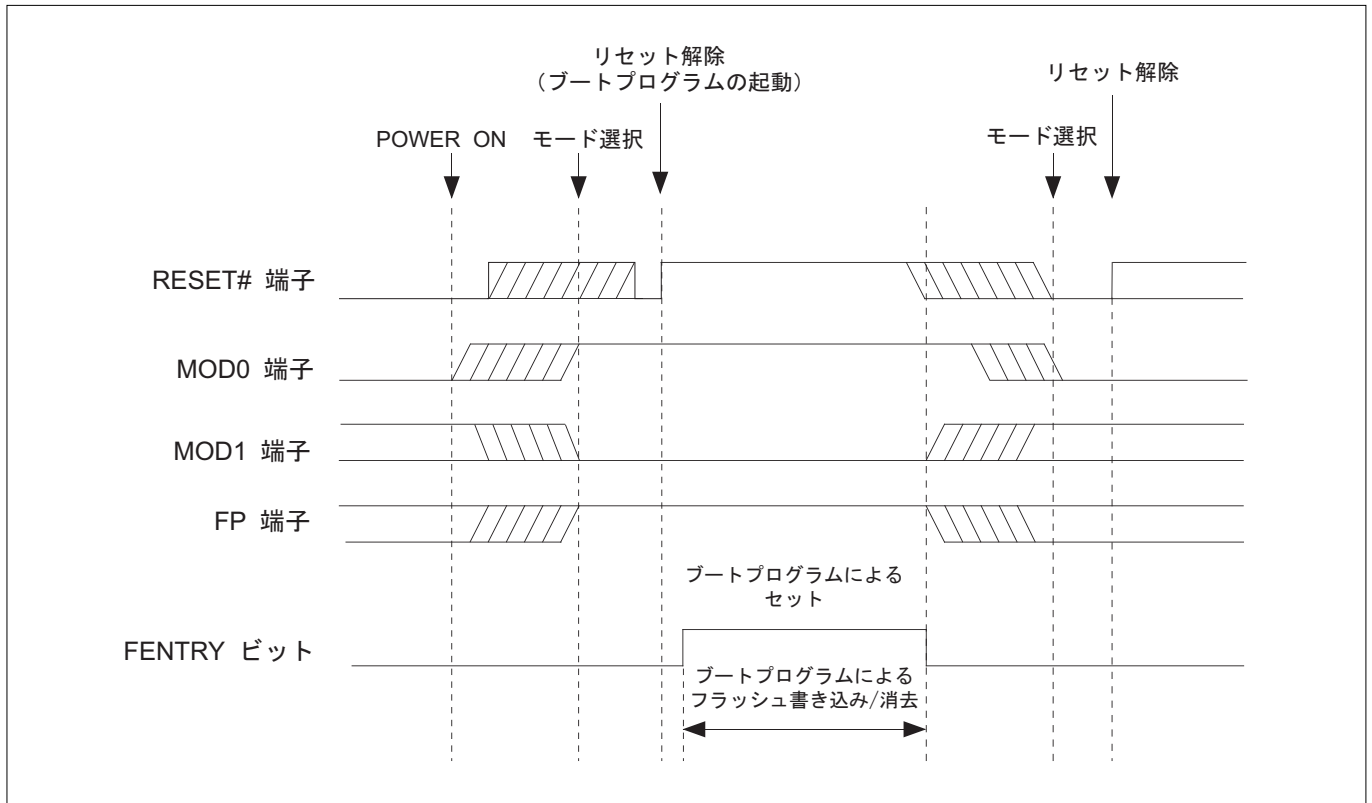 リセット解除
(ブートプログラムの起動)
リセット解除
POWER ON
モード選択
モード選択
RESET# 端子
MOD0 端子
MOD1 端子
FP 端子
ブートプログラムによる
セット
FENTRY ビット
ブートプログラムによる
フラッシュ書き込み/消去